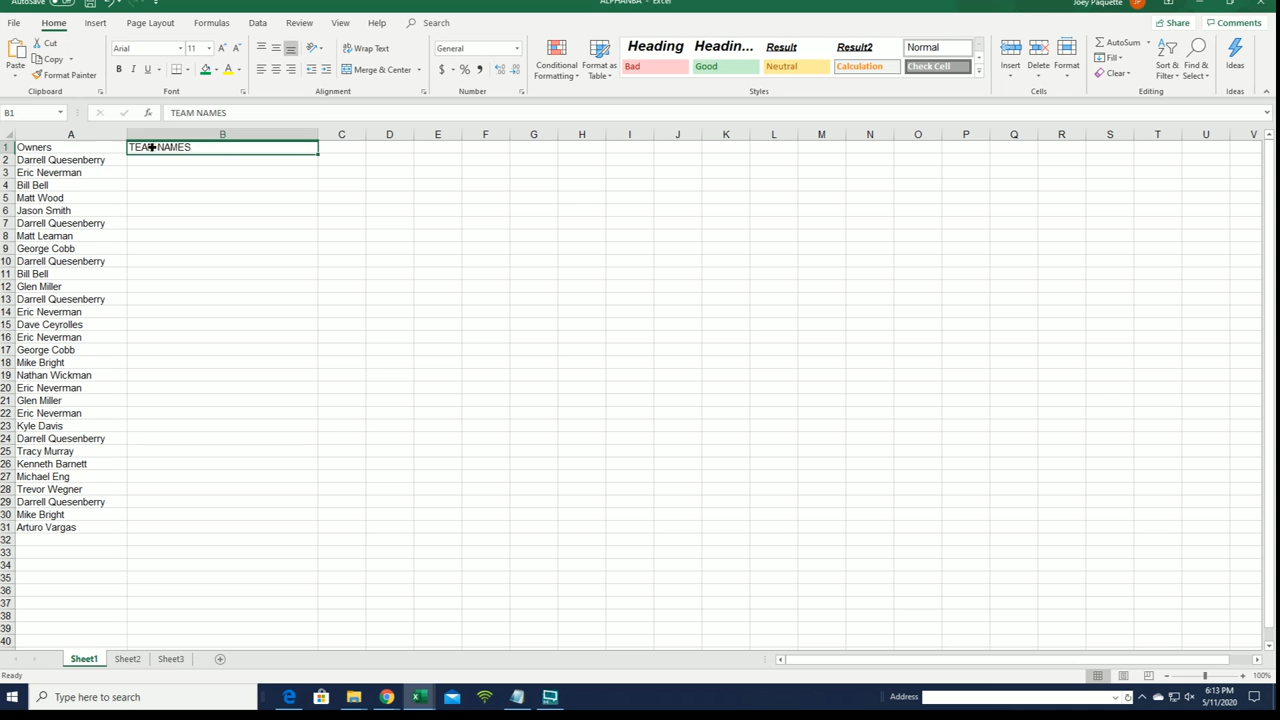 AutoSave Off ALPHANBA - Excel Joey Paquette JP
File Home Insert Page Layout Formulas Data Review View Help Search Share Comments
Paste Cut Copy Format Painter Clipboard
Arial 11 A A B I U A Font
Wrap Text Merge & Center Alignment
General $ % , Number
Conditional Formatting Format as Table
Heading Headin... Result Result2 Normal
Bad Good Neutral Calculation Check Cell
Styles
Insert Delete Format Cells
AutoSum Fill Clear Sort & Filter Find & Select Editing
Ideas Ideas
B1 fx TEAM NAMES
A B C D E F G H I J K L M N O P Q R S T U V
1 Owners TEAM NAMES
2 Darrell Quesenberry
3 Eric Neverman
4 Bill Bell
5 Matt Wood
6 Jason Smith
7 Darrell Quesenberry
8 Matt Leaman
9 George Cobb
10 Darrell Quesenberry
11 Bill Bell
12 Glen Miller
13 Darrell Quesenberry
14 Eric Neverman
15 Dave Ceyrolles
16 Eric Neverman
17 George Cobb
18 Mike Bright
19 Nathan Wickman
20 Eric Neverman
21 Glen Miller
22 Eric Neverman
23 Kyle Davis
24 Darrell Quesenberry
25 Tracy Murray
26 Kenneth Barnett
27 Michael Eng
28 Trevor Wegner
29 Darrell Quesenberry
30 Mike Bright
31 Arturo Vargas
32
33
34
35
36
37
38
39
40
Sheet1 Sheet2 Sheet3
Ready 100%
Type here to search Address 6:13 PM
5/11/2020